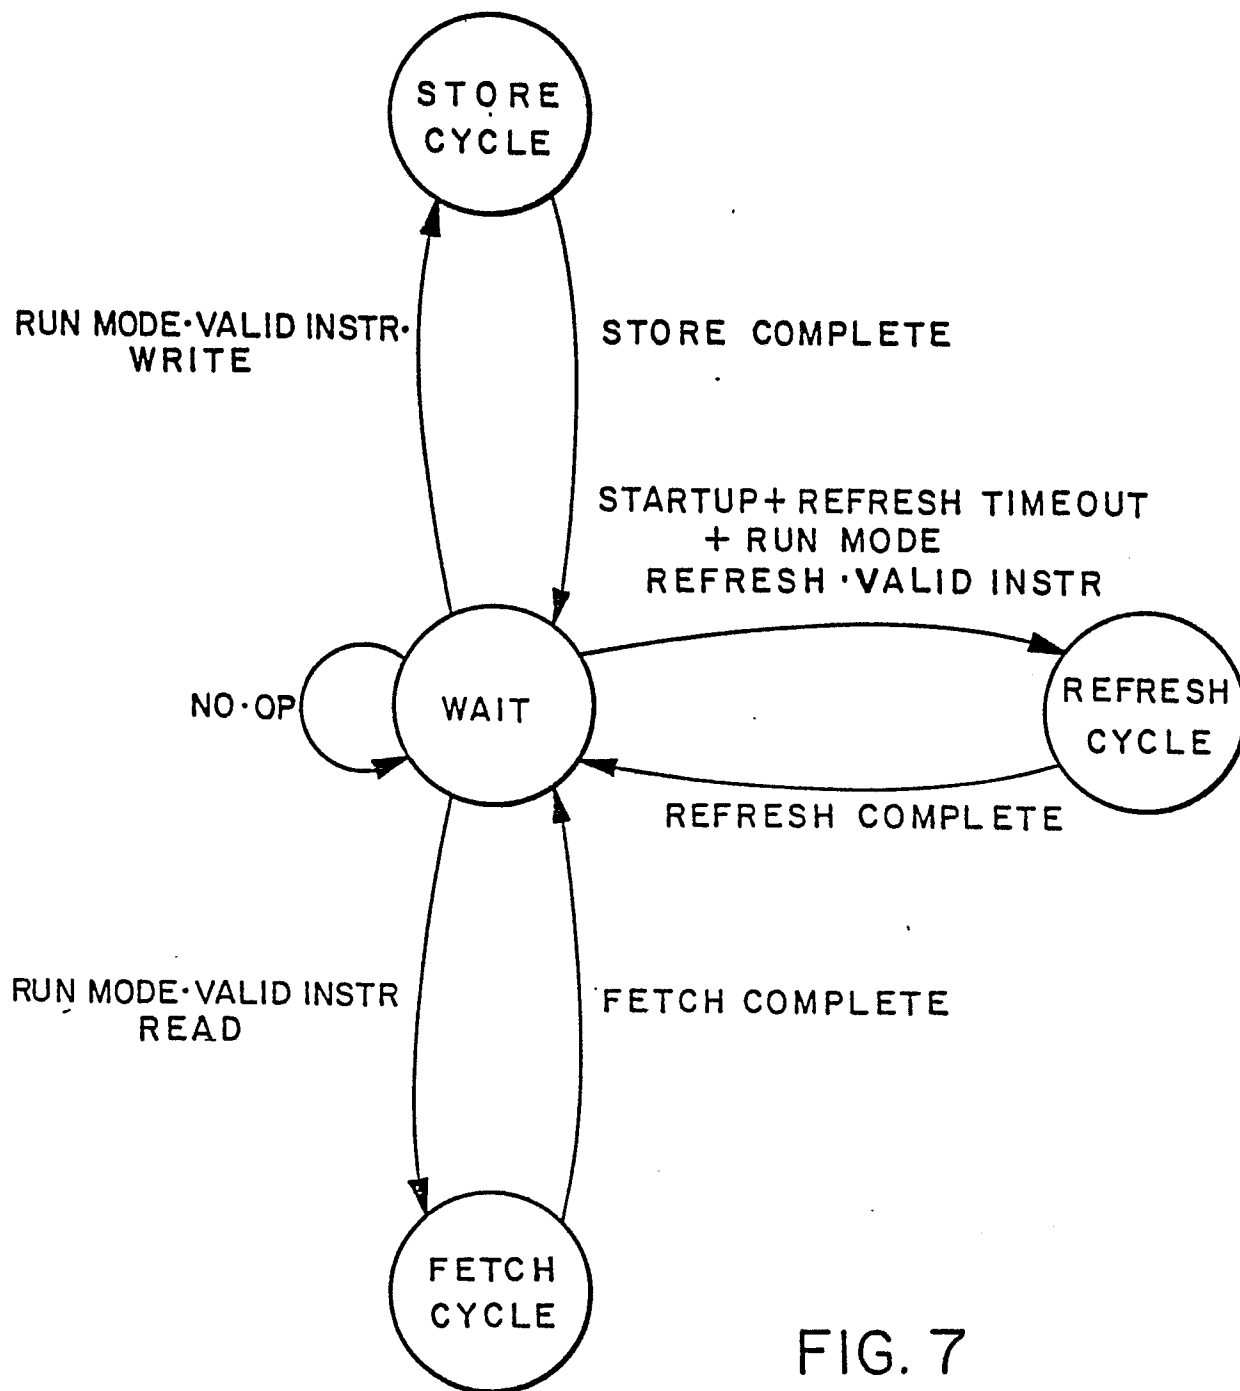 STORE
CYCLE
RUN MODE·VALID INSTR·
WRITE
STORE COMPLETE
STARTUP+ REFRESH TIMEOUT
+ RUN MODE
REFRESH ·VALID INSTR
NO·OP
WAIT
REFRESH
CYCLE
REFRESH COMPLETE
RUN MODE·VALID INSTR
READ
FETCH COMPLETE
FETCH
CYCLE
FIG. 7